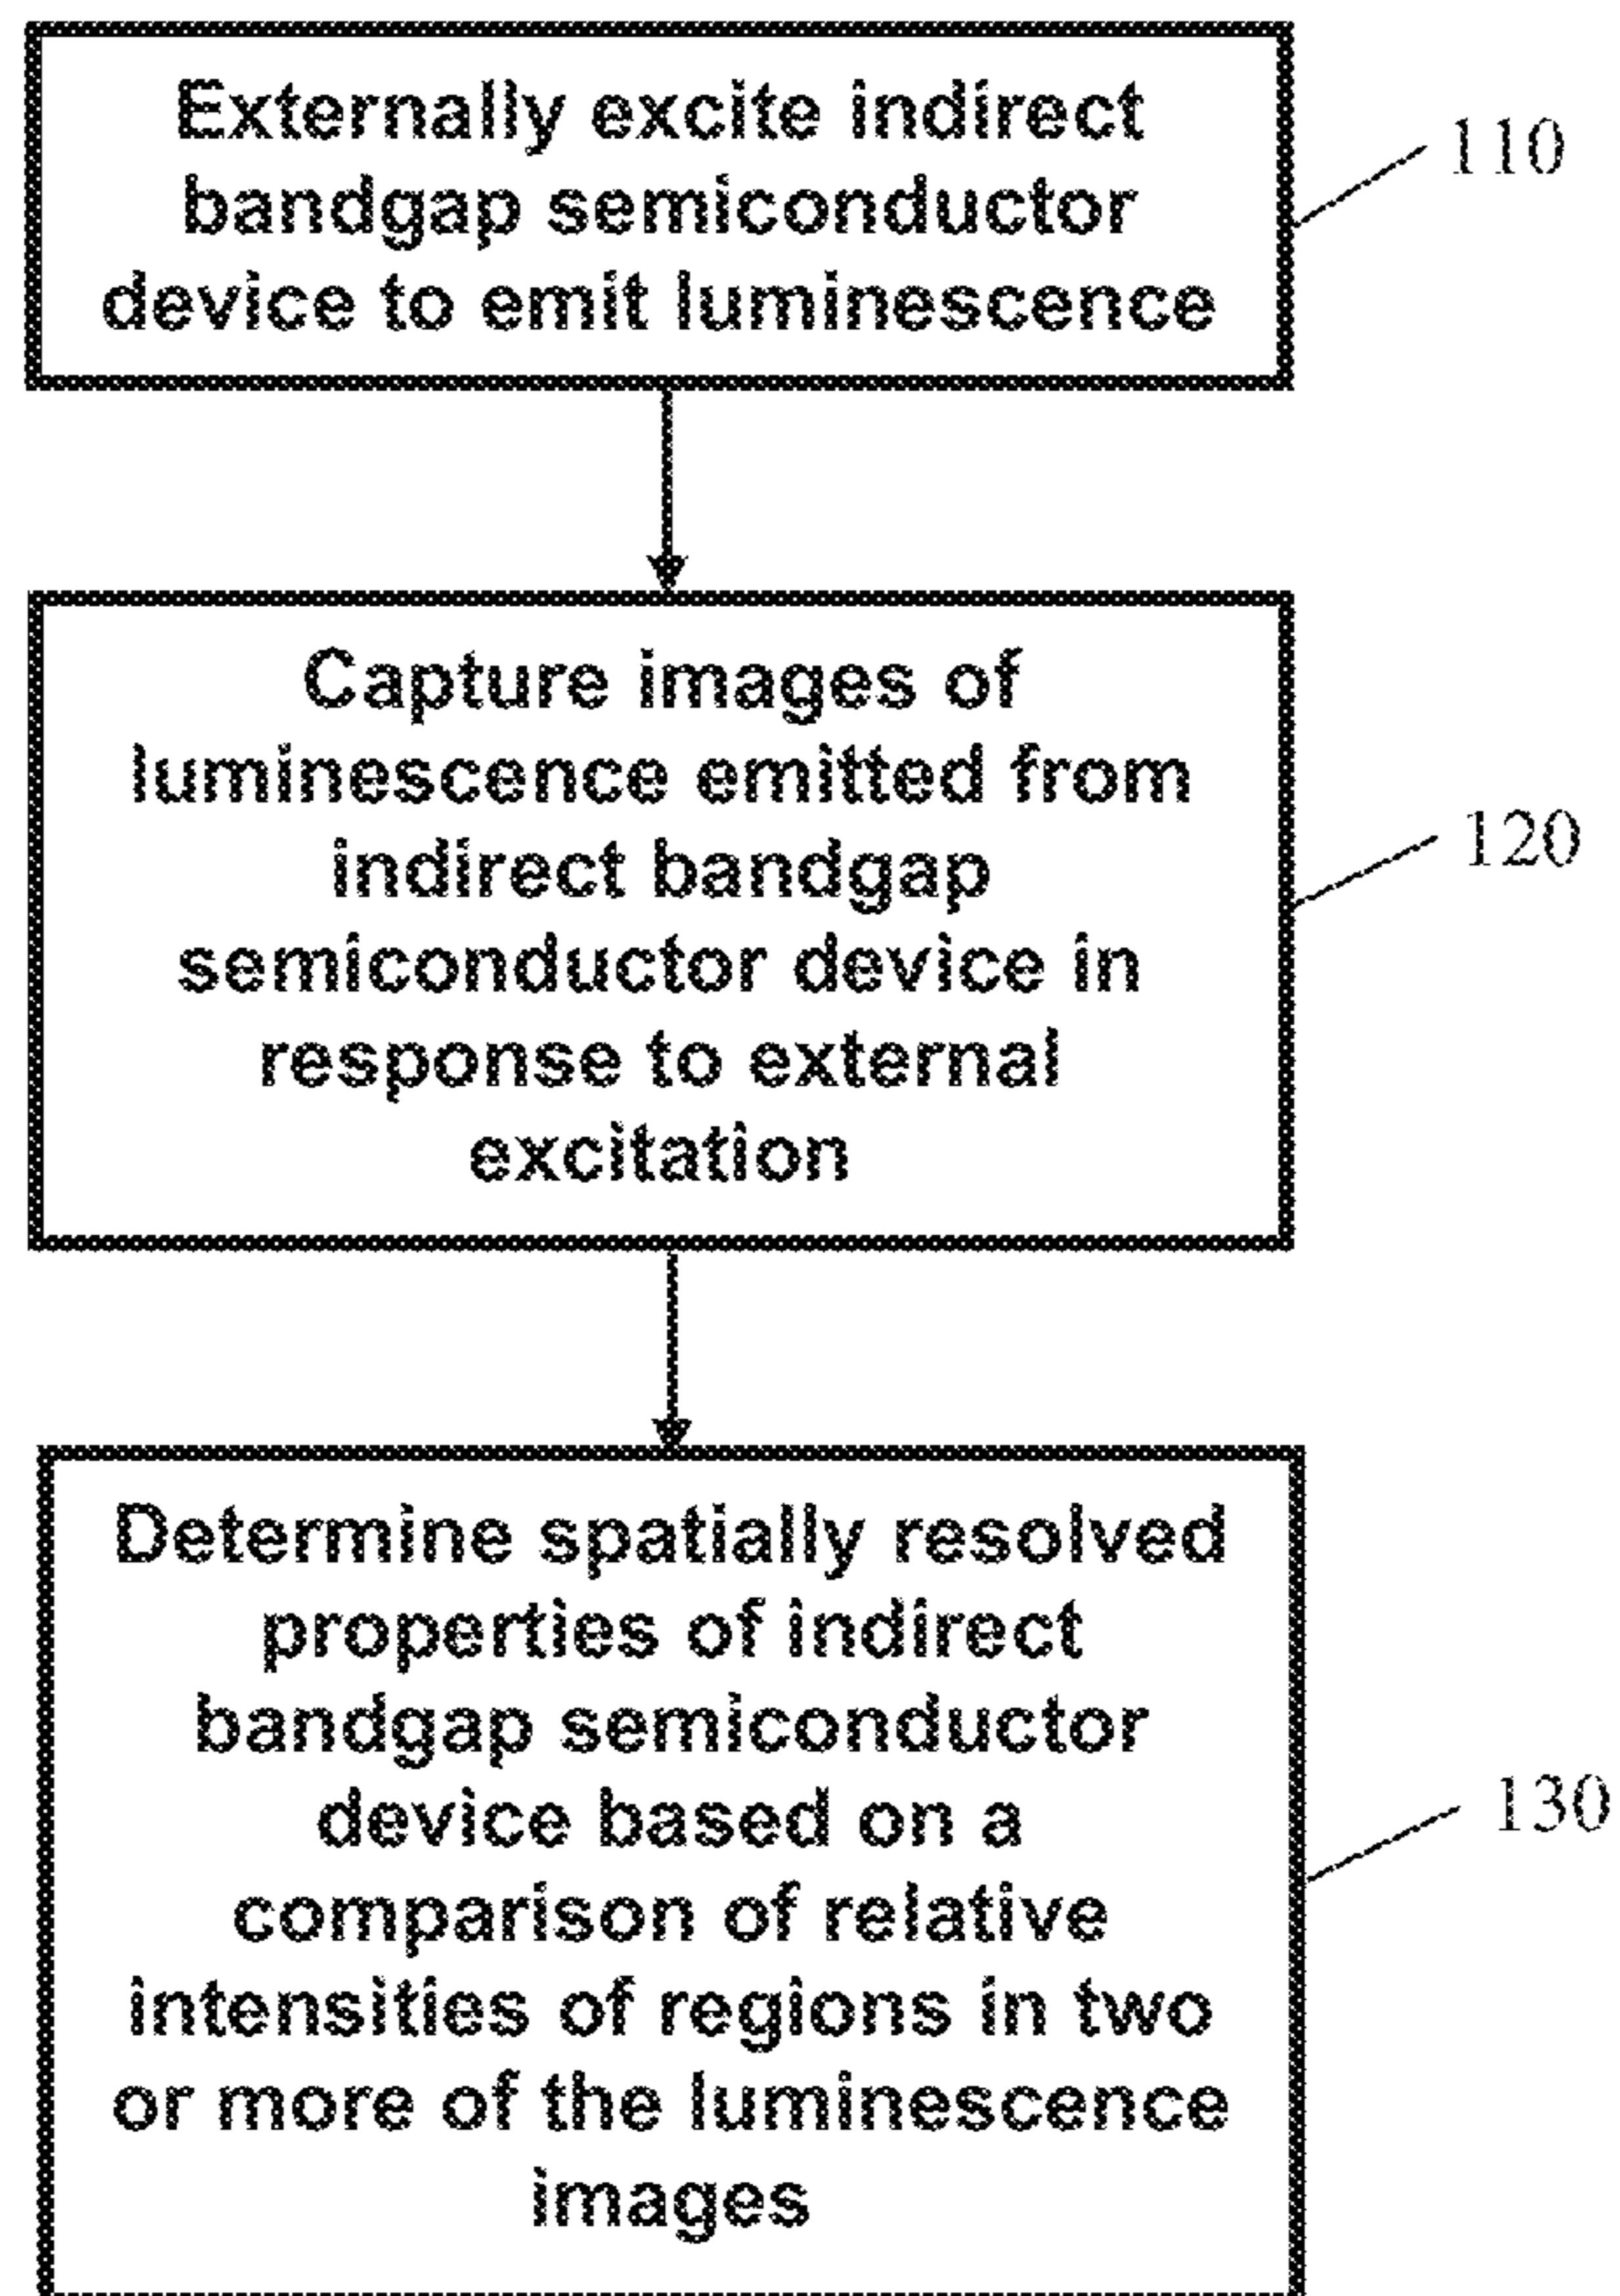 Externally excite indirect
bandgap semiconductor
device to emit luminescence
110
Capture images of
luminescence emitted from
indirect bandgap
semiconductor device in
response to external
excitation
120
Determine spatially resolved
properties of indirect
bandgap semiconductor
device based on a
comparison of relative
intensities of regions in two
or more of the luminescence
images
130